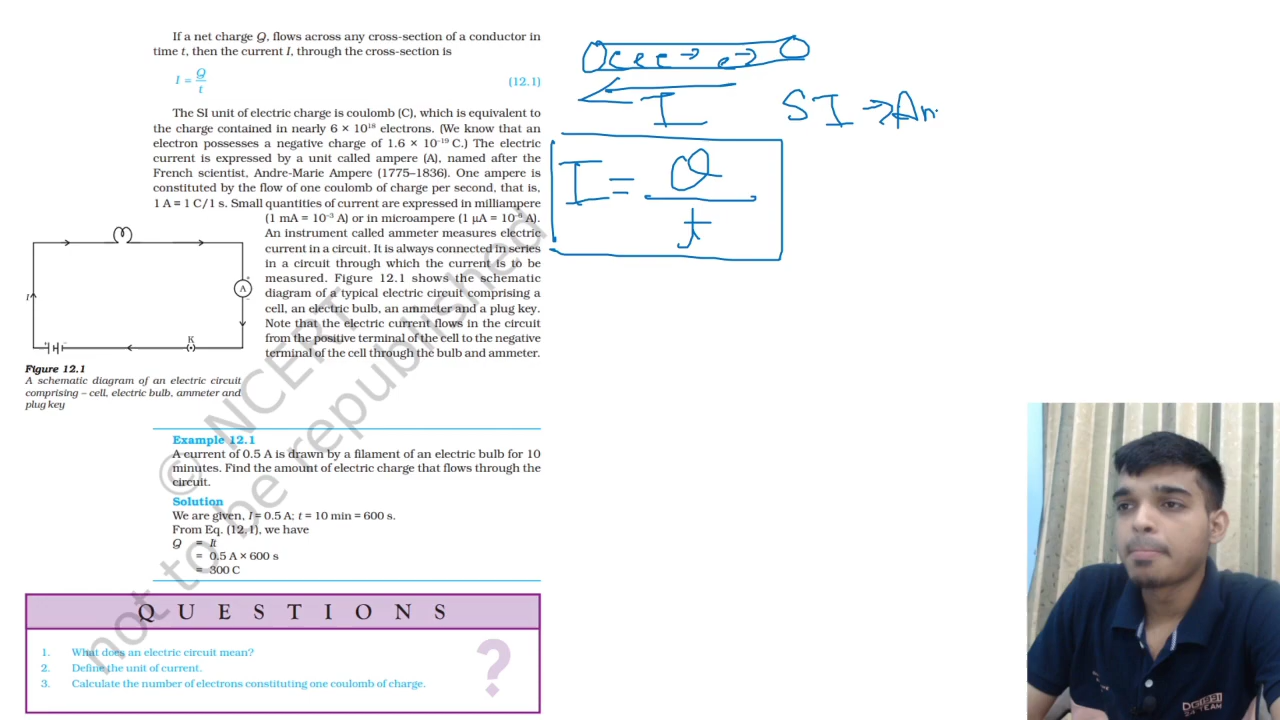 If a net charge Q, flows across any cross-section of a conductor in
time t, then the current I, through the cross-section is
I = Q/t (12.1)
The SI unit of electric charge is coulomb (C), which is equivalent to
the charge contained in nearly 6 × 10¹⁸ electrons. (We know that an
electron possesses a negative charge of 1.6 × 10⁻¹⁹ C.) The electric
current is expressed by a unit called ampere (A), named after the
French scientist, Andre-Marie Ampere (1775–1836). One ampere is
constituted by the flow of one coulomb of charge per second, that is,
1 A = 1 C/1 s. Small quantities of current are expressed in milliampere
(1 mA = 10⁻³ A) or in microampere (1 µA = 10⁻⁶ A).
An instrument called ammeter measures electric
current in a circuit. It is always connected in series
in a circuit through which the current is to be
measured. Figure 12.1 shows the schematic
diagram of a typical electric circuit comprising a
cell, an electric bulb, an ammeter and a plug key.
Note that the electric current flows in the circuit
from the positive terminal of the cell to the negative
terminal of the cell through the bulb and ammeter.
I
+
A
−
+ −
K
Figure 12.1
A schematic diagram of an electric circuit
comprising – cell, electric bulb, ammeter and
plug key
Example 12.1
A current of 0.5 A is drawn by a filament of an electric bulb for 10
minutes. Find the amount of electric charge that flows through the
circuit.
Solution
We are given, I = 0.5 A; t = 10 min = 600 s.
From Eq. (12.1), we have
Q = It
= 0.5 A × 600 s
= 300 C
QUESTIONS
1. What does an electric circuit mean?
2. Define the unit of current.
3. Calculate the number of electrons constituting one coulomb of charge.
?
© NCERT
not to be republished
I
SI → Am
I = Q/t
TEAM